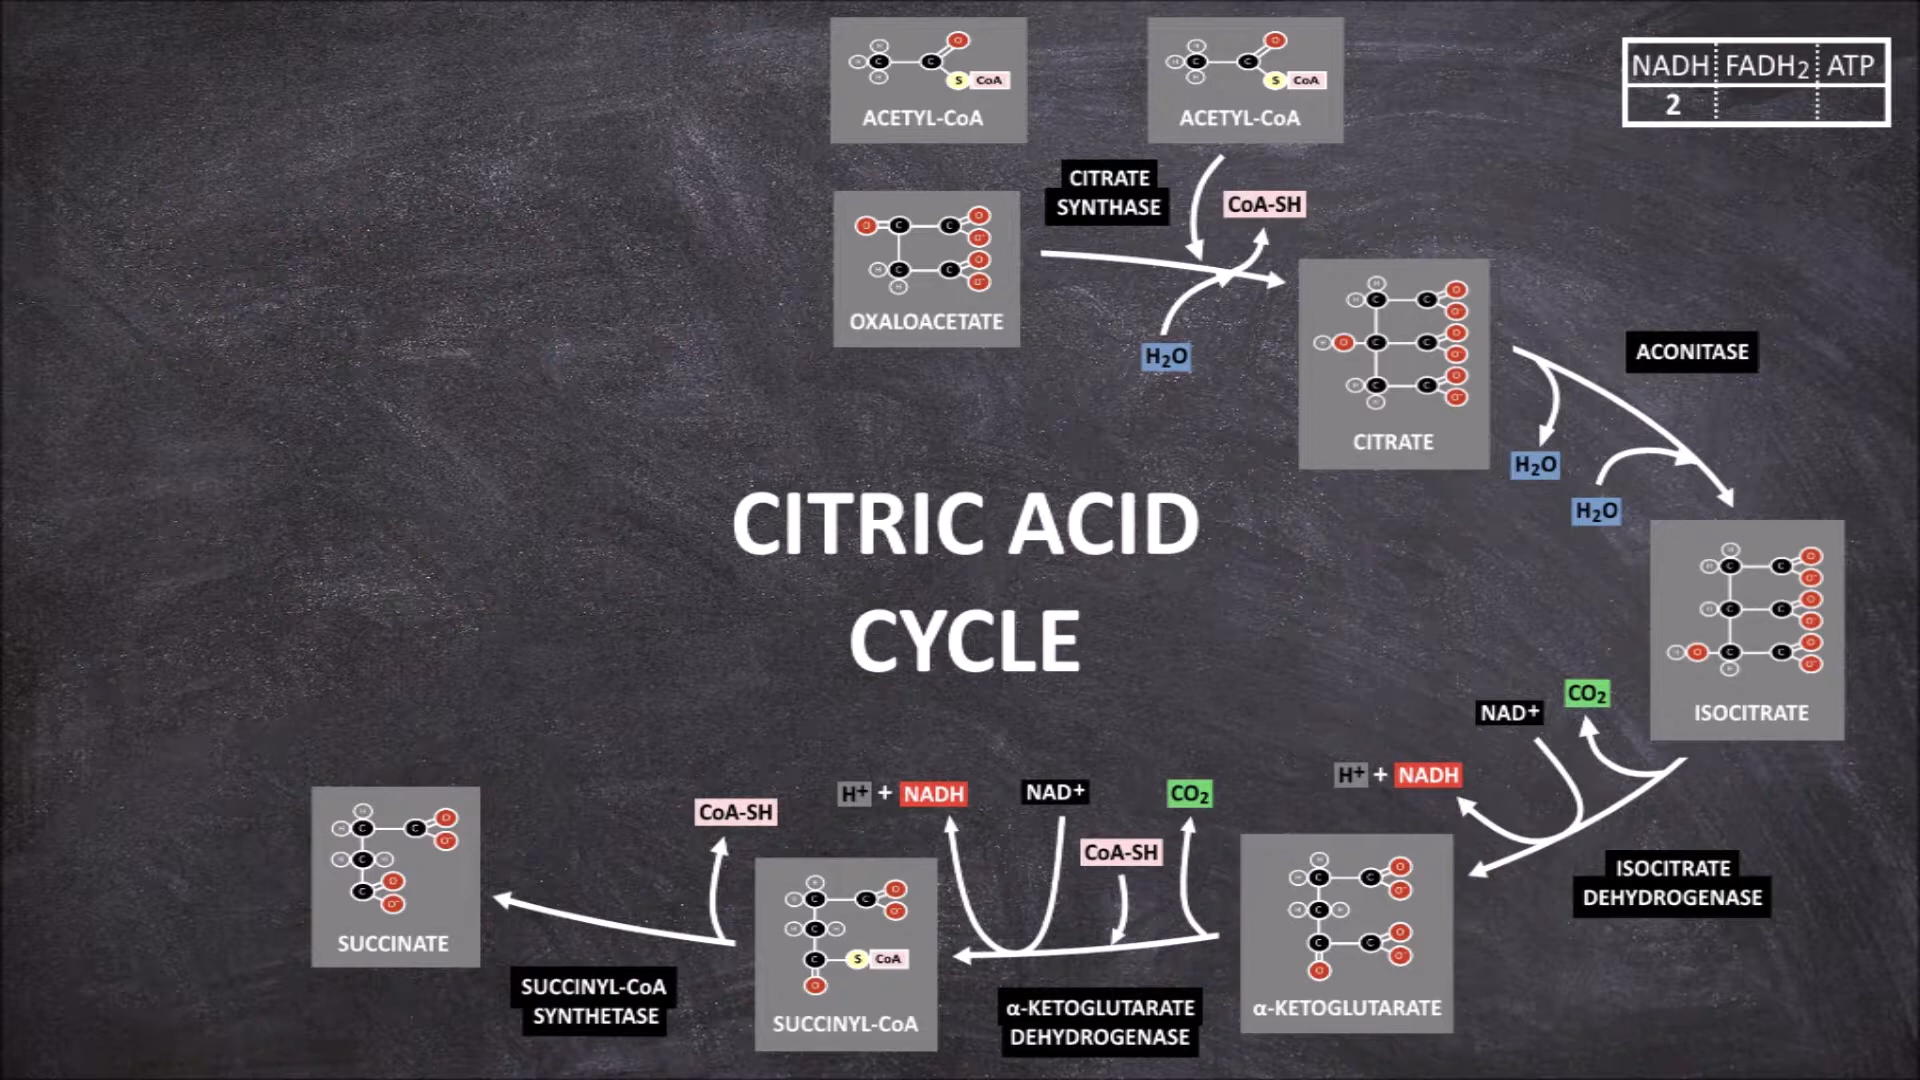 ACETYL-CoA
ACETYL-CoA
NADH FADH₂ ATP
2
CITRATE
SYNTHASE
CoA-SH
OXALOACETATE
H₂O
CITRATE
ACONITASE
H₂O
H₂O
ISOCITRATE
CITRIC ACID
CYCLE
NAD+
CO₂
H+ + NADH
ISOCITRATE
DEHYDROGENASE
α-KETOGLUTARATE
CO₂
NAD+
H+ + NADH
CoA-SH
α-KETOGLUTARATE
DEHYDROGENASE
S CoA
SUCCINYL-CoA
CoA-SH
SUCCINYL-CoA
SYNTHETASE
SUCCINATE